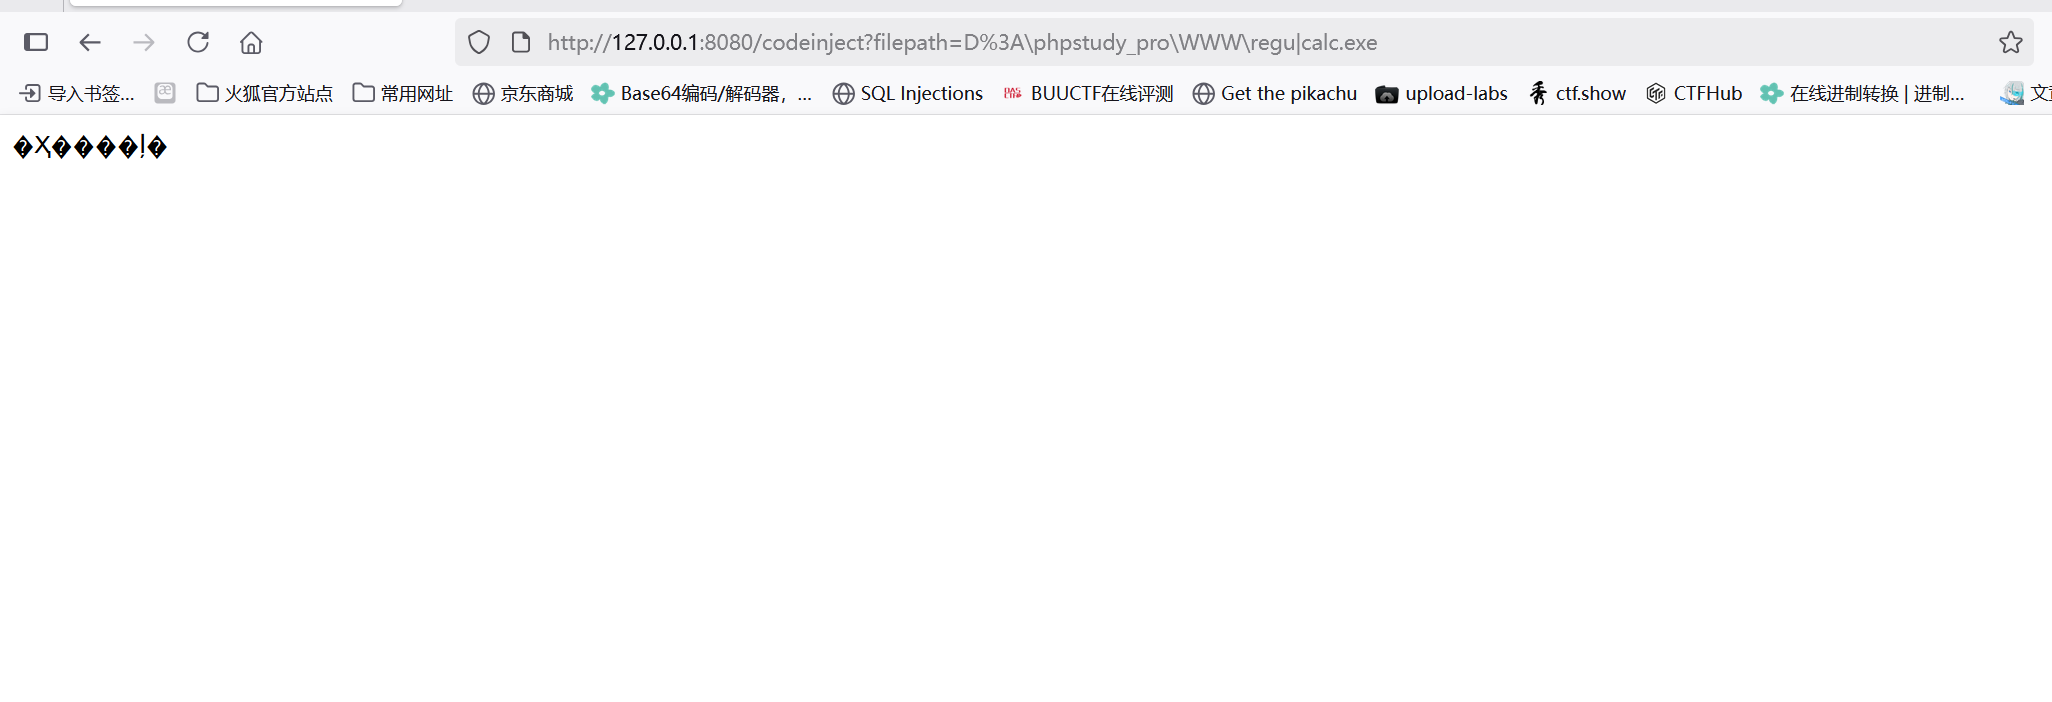 http://127.0.0.1:8080/codeinject?filepath=D%3A\phpstudy_pro\WWW\regu|calc.exe
导入书签... 火狐官方站点 常用网址 京东商城 Base64编码/解码器，... SQL Injections BUUCTF在线评测 Get the pikachu upload-labs ctf.show CTFHub 在线进制转换 | 进制...
�Ҳ����ļ�